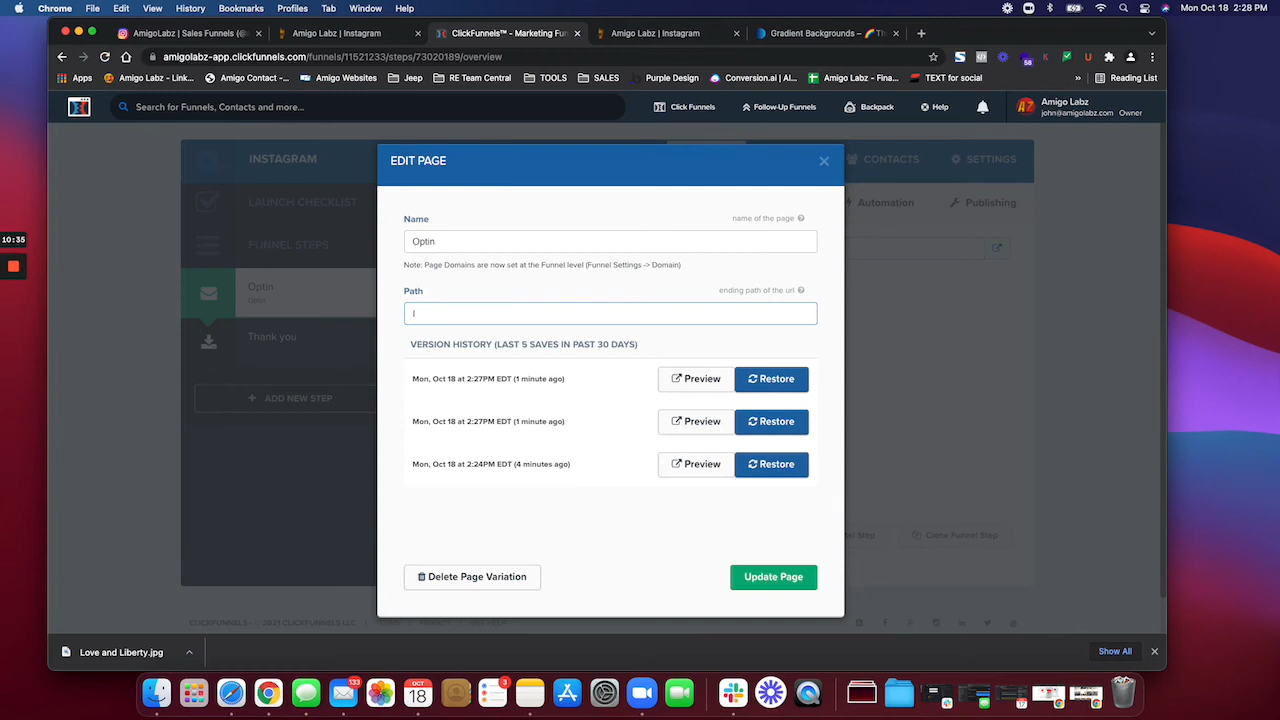 Chrome File Edit View History Bookmarks Profiles Tab Window Help Mon Oct 18 2:28 PM
AmigoLabz | Sales Funnels (@ Amigo Labz | Instagram ClickFunnels™ - Marketing Fun Amigo Labz | Instagram Gradient Backgrounds –
amigolabz-app.clickfunnels.com/funnels/11521233/steps/73020189/overview
58
Apps Amigo Labz - Link... Amigo Contact -... Amigo Websites Jeep RE Team Central TOOLS SALES Purple Design Conversion.ai | A... Amigo Labz - Fina... TEXT for social » Reading List
Search for Funnels, Contacts and more... Click Funnels Follow-Up Funnels Backpack Help
Amigo Labz
john@amigolabz.com Owner
INSTAGRAM CONTACTS SETTINGS
EDIT PAGE
LAUNCH CHECKLIST Automation Publishing
Name name of the page
10:35
Optin
FUNNEL STEPS
Note: Page Domains are now set at the Funnel level (Funnel Settings -> Domain)
Optin
Optin
Path ending path of the url
I
Thank you
VERSION HISTORY (LAST 5 SAVES IN PAST 30 DAYS)
Mon, Oct 18 at 2:27PM EDT (1 minute ago) Preview Restore
ADD NEW STEP
Mon, Oct 18 at 2:27PM EDT (1 minute ago) Preview Restore
Mon, Oct 18 at 2:24PM EDT (4 minutes ago) Preview Restore
Step Clone Funnel Step
Delete Page Variation Update Page
CLICKFUNNELS - © 2021 CLICKFUNNELS LLC
Love and Liberty.jpg Show All
133
OCT
18
3